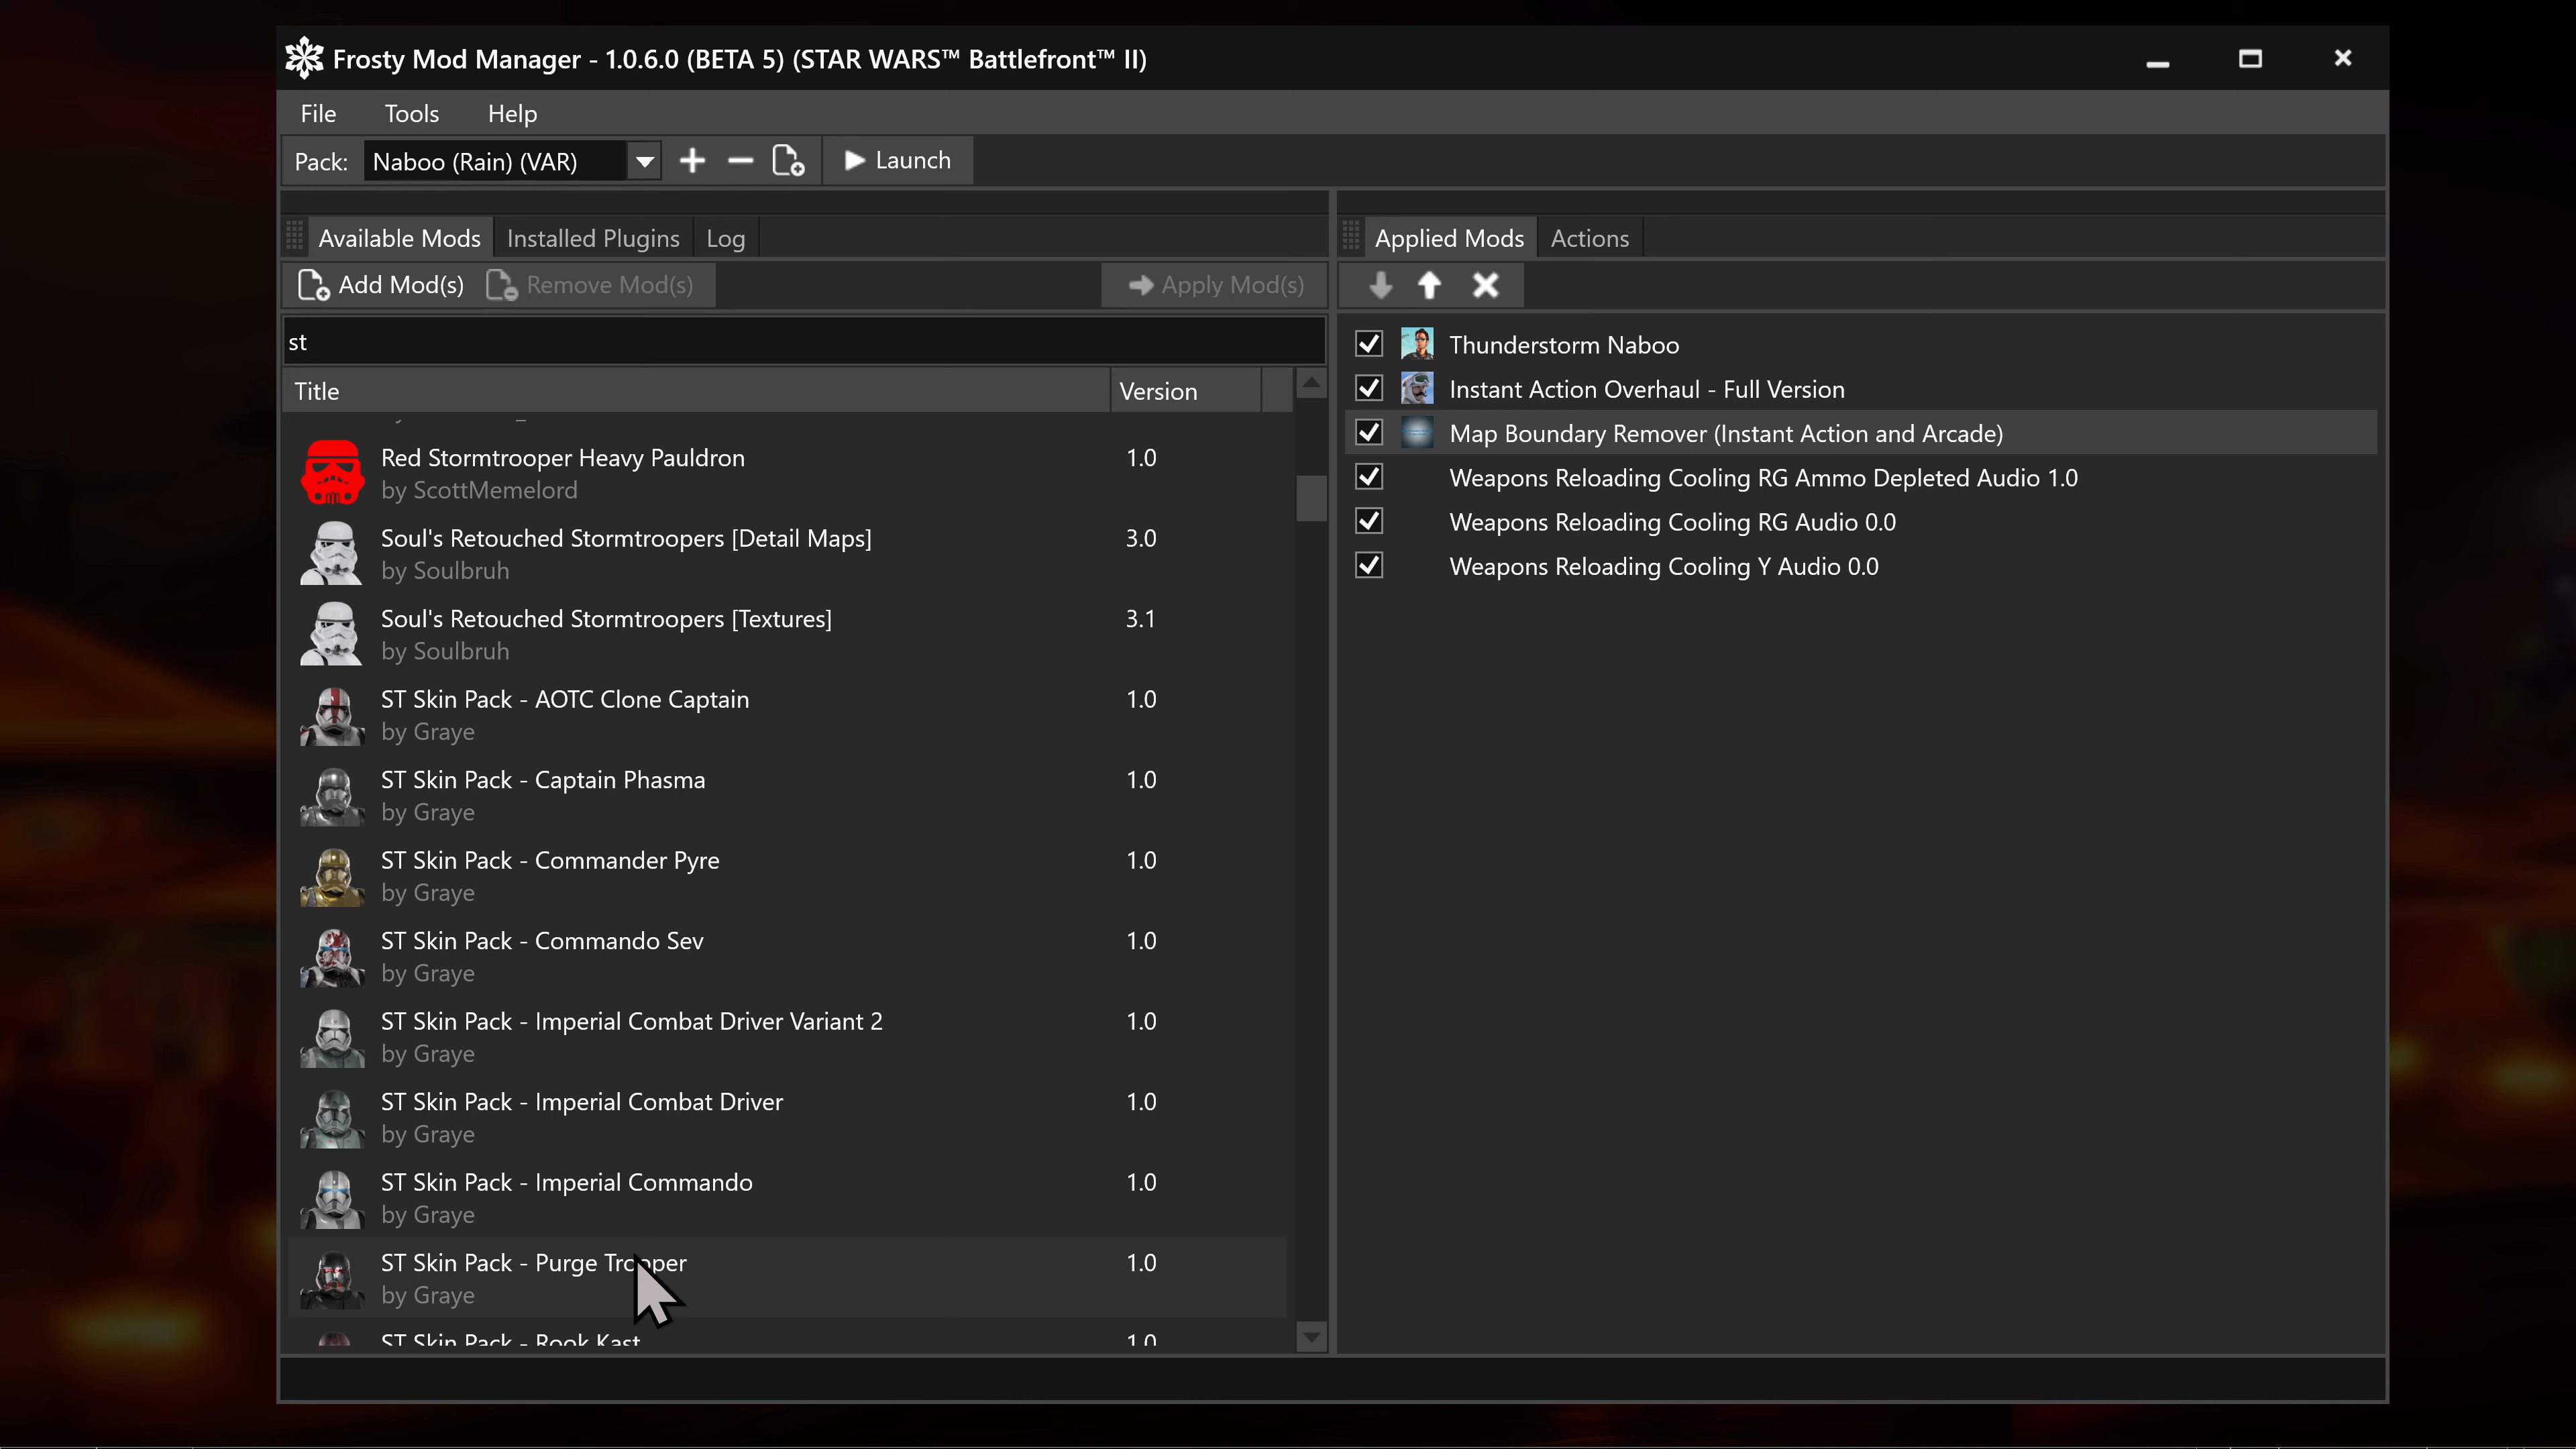 Frosty Mod Manager - 1.0.6.0 (BETA 5) (STAR WARS™ Battlefront™ II)
File Tools Help
Pack: Naboo (Rain) (VAR) Launch
Available Mods Installed Plugins Log
Add Mod(s) Remove Mod(s) Apply Mod(s)
st
Title Version
Red Stormtrooper Heavy Pauldron 1.0
by ScottMemelord
Soul's Retouched Stormtroopers [Detail Maps] 3.0
by Soulbruh
Soul's Retouched Stormtroopers [Textures] 3.1
by Soulbruh
ST Skin Pack - AOTC Clone Captain 1.0
by Graye
ST Skin Pack - Captain Phasma 1.0
by Graye
ST Skin Pack - Commander Pyre 1.0
by Graye
ST Skin Pack - Commando Sev 1.0
by Graye
ST Skin Pack - Imperial Combat Driver Variant 2 1.0
by Graye
ST Skin Pack - Imperial Combat Driver 1.0
by Graye
ST Skin Pack - Imperial Commando 1.0
by Graye
ST Skin Pack - Purge Trooper 1.0
by Graye
ST Skin Pack - Rook Kast 1.0
Applied Mods Actions
Thunderstorm Naboo
Instant Action Overhaul - Full Version
Map Boundary Remover (Instant Action and Arcade)
Weapons Reloading Cooling RG Ammo Depleted Audio 1.0
Weapons Reloading Cooling RG Audio 0.0
Weapons Reloading Cooling Y Audio 0.0